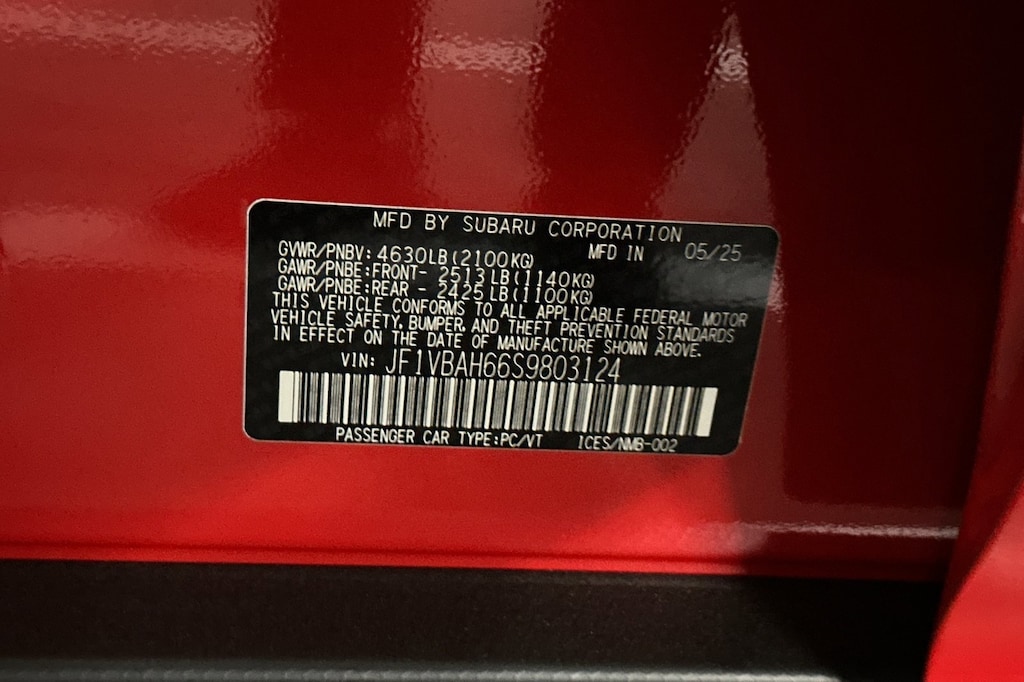 MFD BY SUBARU CORPORATION
GVWR/PNBV: 4630LB(2100KG) MFD IN 05/25
GAWR/PNBE:FRONT- 2513LB(1140KG)
GAWR/PNBE:REAR - 2425LB(1100KG)
THIS VEHICLE CONFORMS TO ALL APPLICABLE FEDERAL MOTOR
VEHICLE SAFETY, BUMPER, AND THEFT PREVENTION STANDARDS
IN EFFECT ON THE DATE OF MANUFACTURE SHOWN ABOVE.
VIN: JF1VBAH66S9803124
PASSENGER CAR TYPE:PC/VT ICES/NMB-002